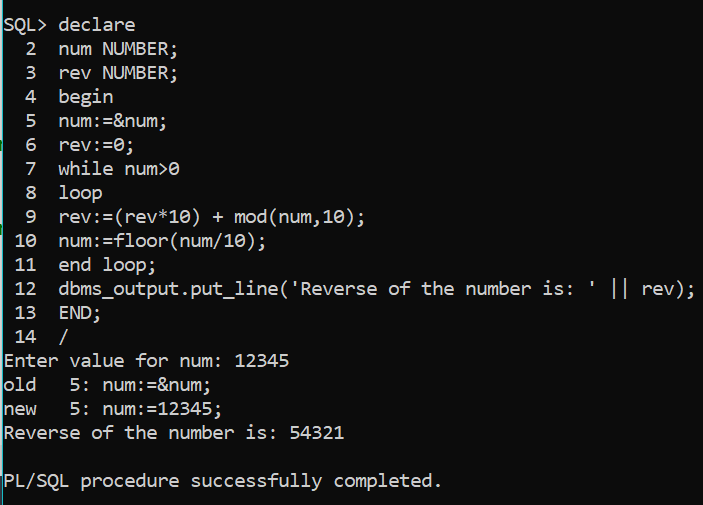 SQL> declare
  2  num NUMBER;
  3  rev NUMBER;
  4  begin
  5  num:=&num;
  6  rev:=0;
  7  while num>0
  8  loop
  9  rev:=(rev*10) + mod(num,10);
 10  num:=floor(num/10);
 11  end loop;
 12  dbms_output.put_line('Reverse of the number is: ' || rev);
 13  END;
 14  /
Enter value for num: 12345
old   5: num:=&num;
new   5: num:=12345;
Reverse of the number is: 54321

PL/SQL procedure successfully completed.